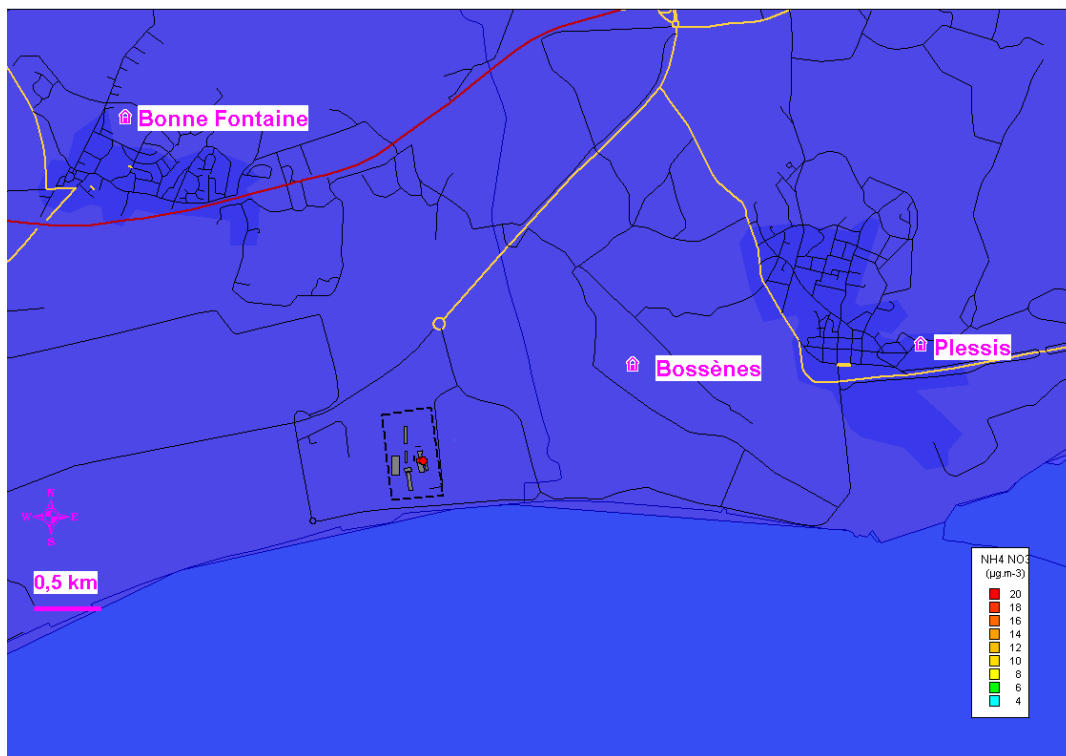 Bonne Fontaine
Plessis
Bossènes
N
W E
S
0,5 km
NH4 NO3
(µg.m-3)
20
18
16
14
12
10
8
6
4